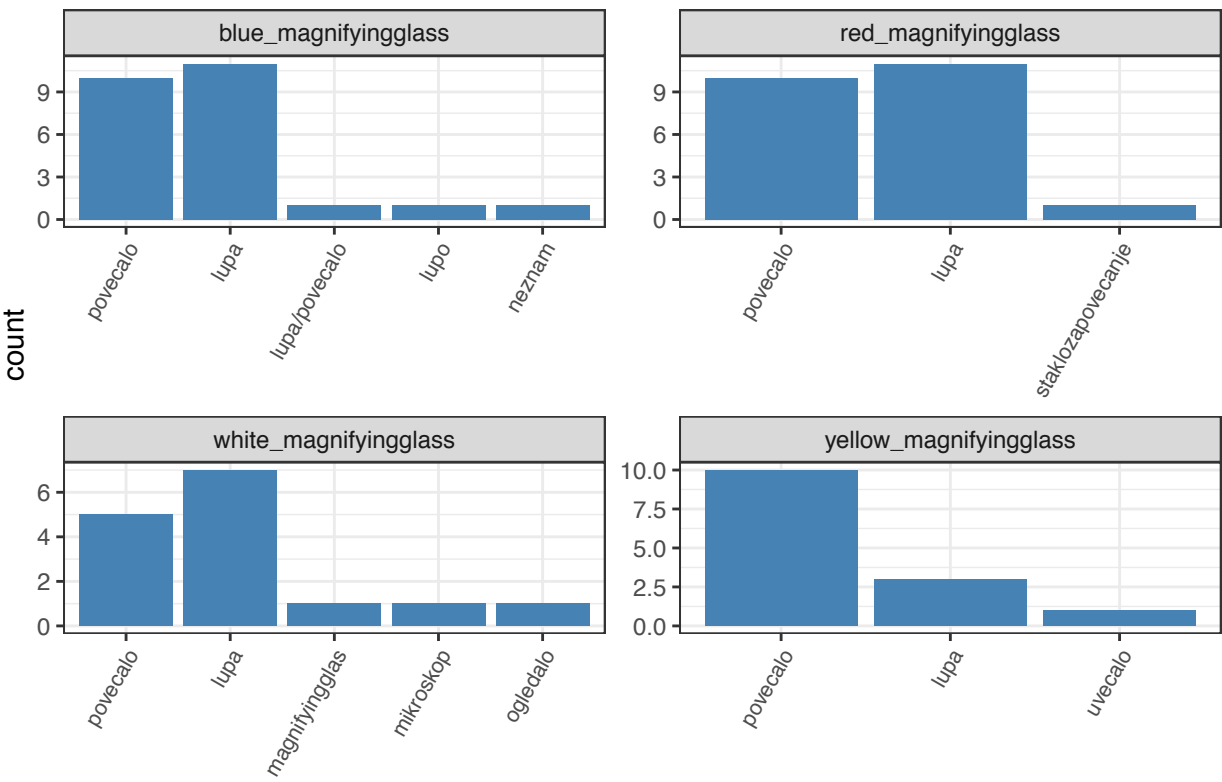 count
blue_magnifyingglass
9
6
3
0
povecalo
lupa
lupa/povecalo
lupo
neznam
red_magnifyingglass
9
6
3
0
povecalo
lupa
staklozapovecanje
white_magnifyingglass
6
4
2
0
povecalo
lupa
magnifyingglas
mikroskop
ogledalo
yellow_magnifyingglass
10.0
7.5
5.0
2.5
0.0
povecalo
lupa
uvecalo